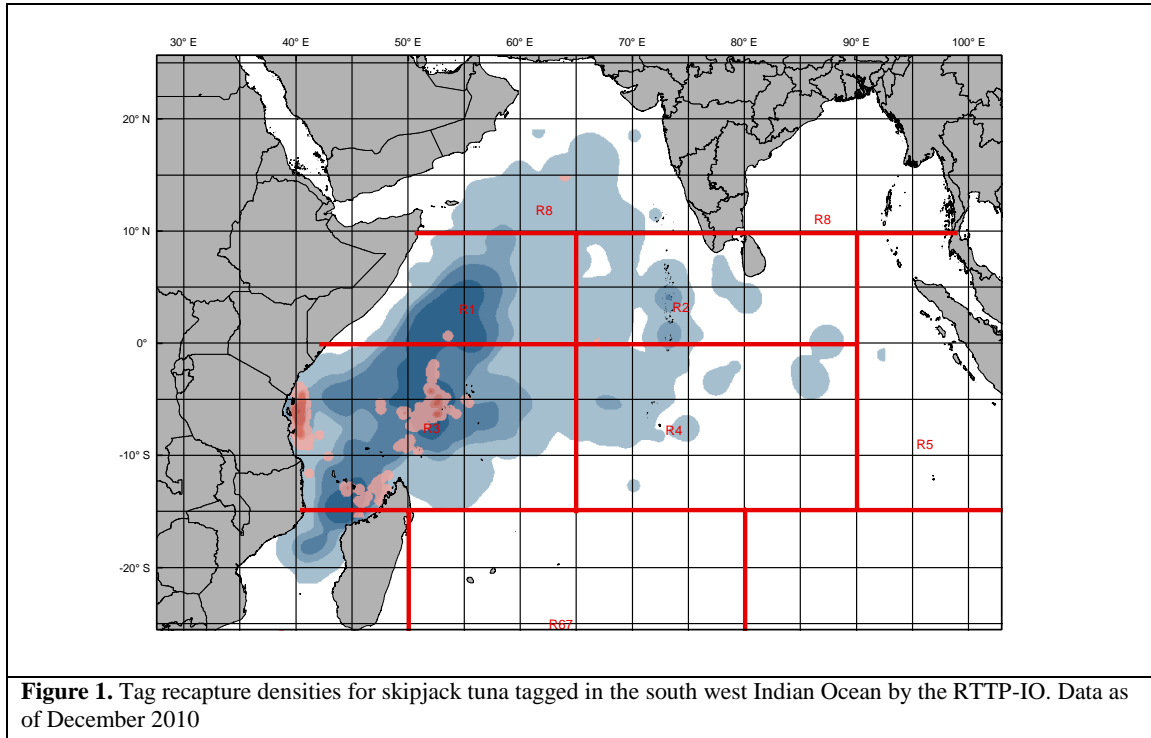 30° E 40° E 50° E 60° E 70° E 80° E 90° E 100° E
20° N
R8 R8
10° N
R1 R2
0°
R3 R4
10° S R5
20° S
R67
Figure 1. Tag recapture densities for skipjack tuna tagged in the south west Indian Ocean by the RTTP-IO. Data as
of December 2010